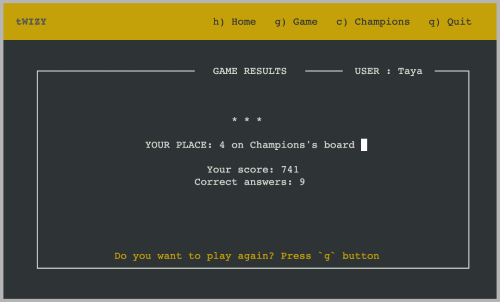 tWIZY h) Home g) Game c) Champions q) Quit
GAME RESULTS USER : Taya
* * *
YOUR PLACE: 4 on Champions's board
Your score: 741
Correct answers: 9
Do you want to play again? Press `g` button